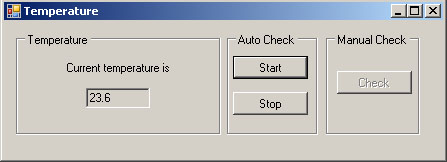 Temperature
Temperature
Current temperature is
23.6
Auto Check
Start
Stop
Manual Check
Check